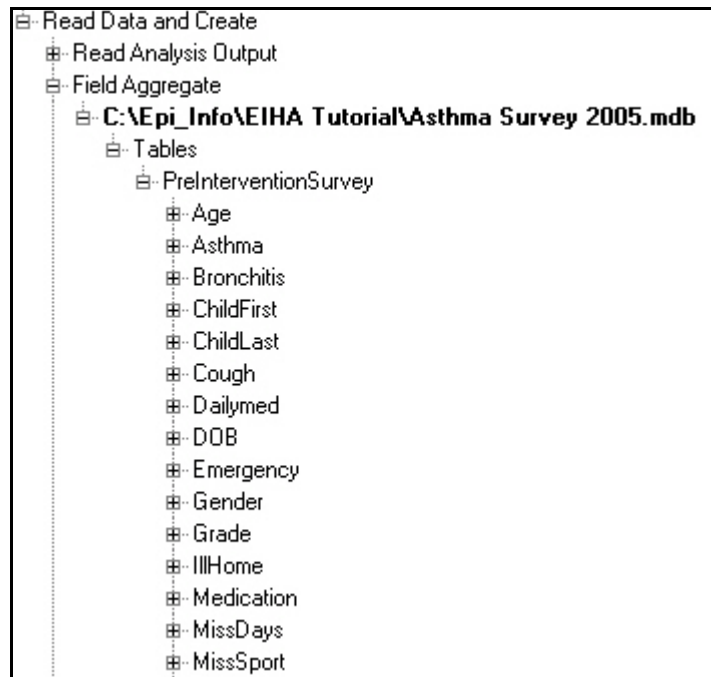 Read Data and Create
Read Analysis Output
Field Aggregate
C:\Epi_Info\EIHA Tutorial\Asthma Survey 2005.mdb
Tables
PreInterventionSurvey
Age
Asthma
Bronchitis
ChildFirst
ChildLast
Cough
Dailymed
DOB
Emergency
Gender
Grade
IllHome
Medication
MissDays
MissSport